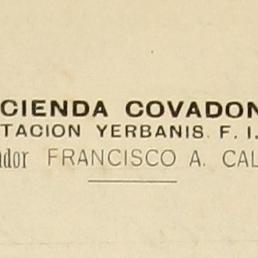 CIENDA COVADON
TACION YERBANIS. F. I.
dor FRANCISCO A. CAL